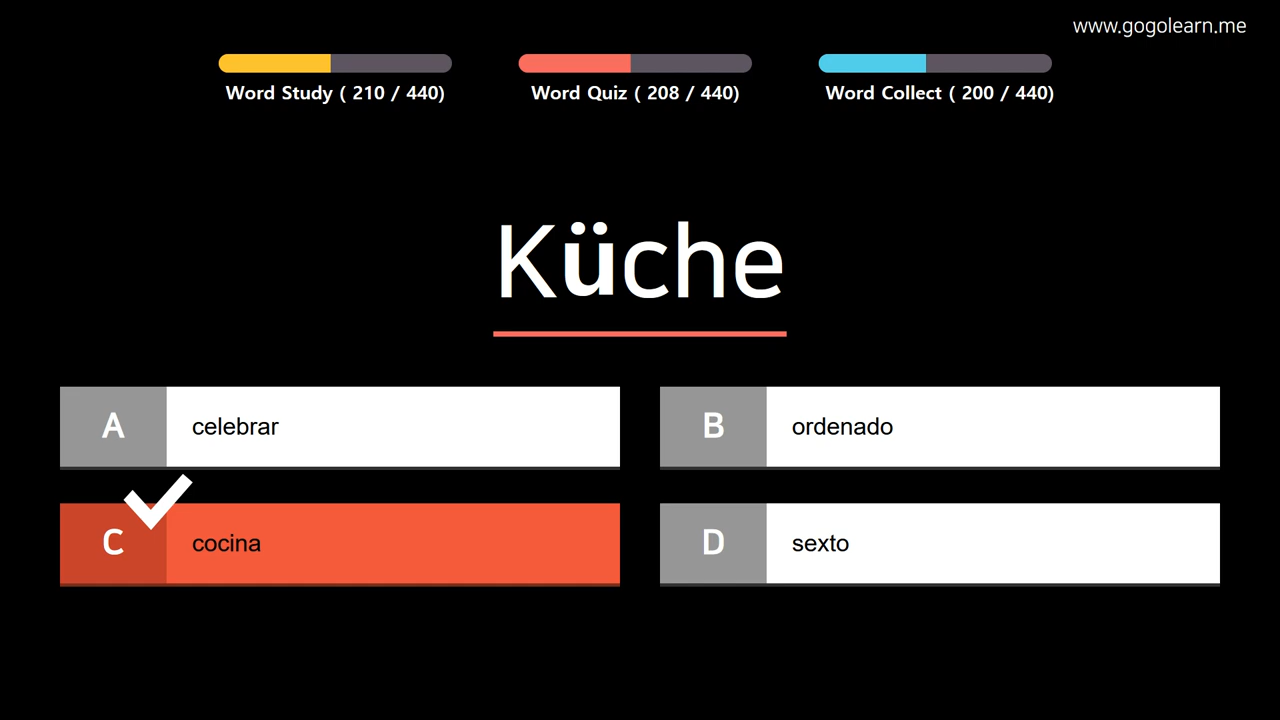 www.gogolearn.me
Word Study ( 210 / 440)
Word Quiz ( 208 / 440)
Word Collect ( 200 / 440)
Küche
A celebrar
B ordenado
C cocina
D sexto